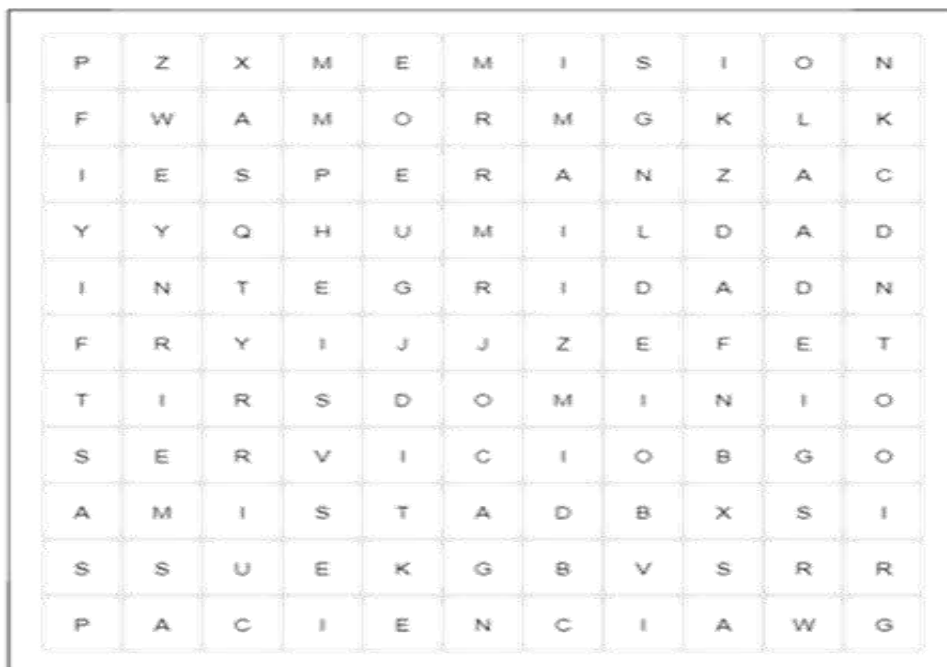 P Z X M E M I S I O N
F W A M O R M G K L K
I E S P E R A N Z A C
Y Y Q H U M I L D A D
I N T E G R I D A D N
F R Y I J J Z E F E T
T I R S D O M I N I O
S E R V I C I O B G O
A M I S T A D B X S I
S S U E K G B V S R R
P A C I E N C I A W G